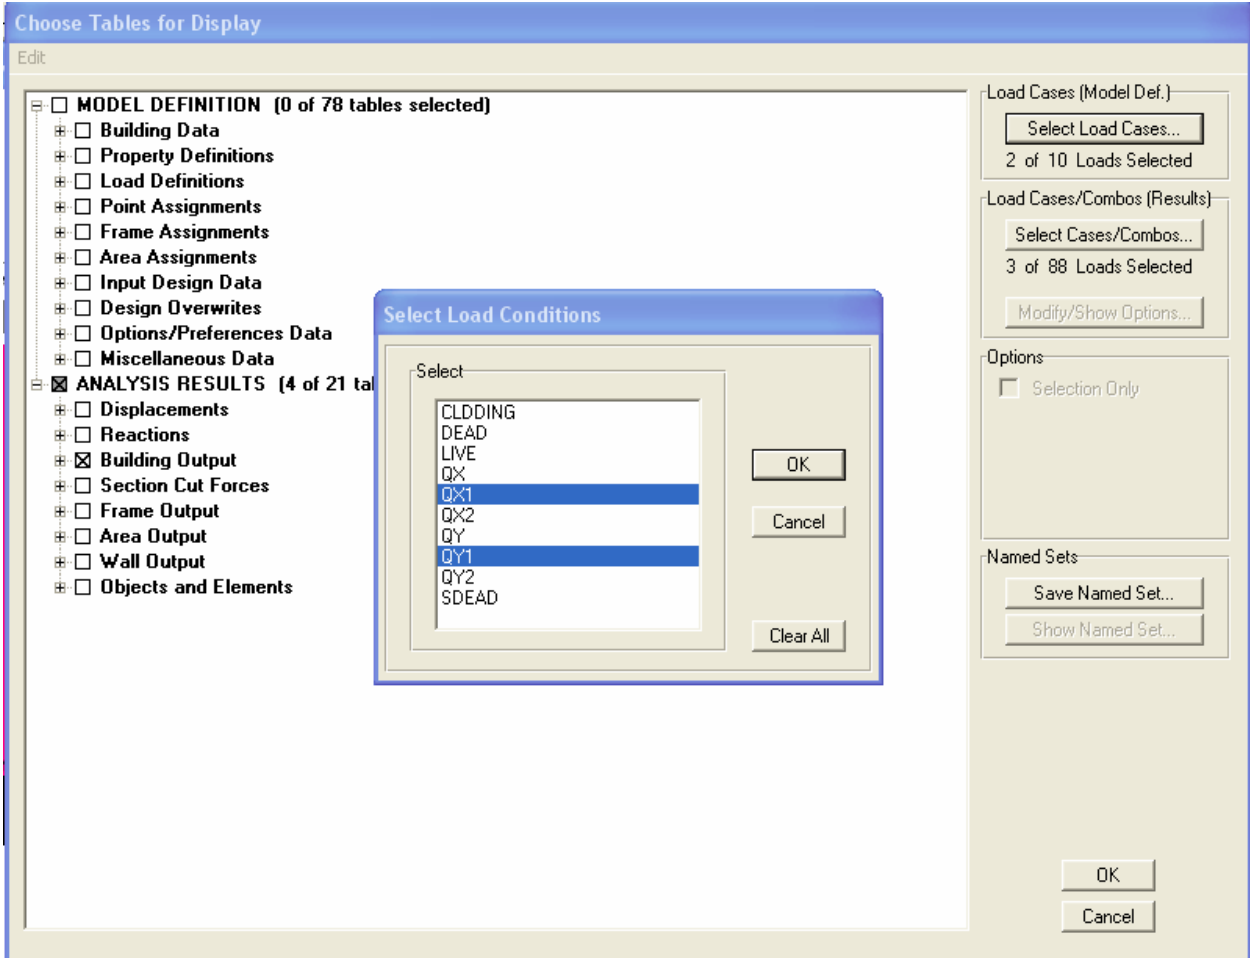 Choose Tables for Display
Edit
MODEL DEFINITION (0 of 78 tables selected)
Building Data
Property Definitions
Load Definitions
Point Assignments
Frame Assignments
Area Assignments
Input Design Data
Design Overwrites
Options/Preferences Data
Miscellaneous Data
ANALYSIS RESULTS (4 of 21 tal
Displacements
Reactions
Building Output
Section Cut Forces
Frame Output
Area Output
Wall Output
Objects and Elements
Select Load Conditions
Select
CLDDING
DEAD
LIVE
QX
QX1
QX2
QY
QY1
QY2
SDEAD
OK
Cancel
Clear All
Load Cases (Model Def.)
Select Load Cases...
2 of 10 Loads Selected
Load Cases/Combos (Results)
Select Cases/Combos...
3 of 88 Loads Selected
Modify/Show Options...
Options
Selection Only
Named Sets
Save Named Set...
Show Named Set...
OK
Cancel